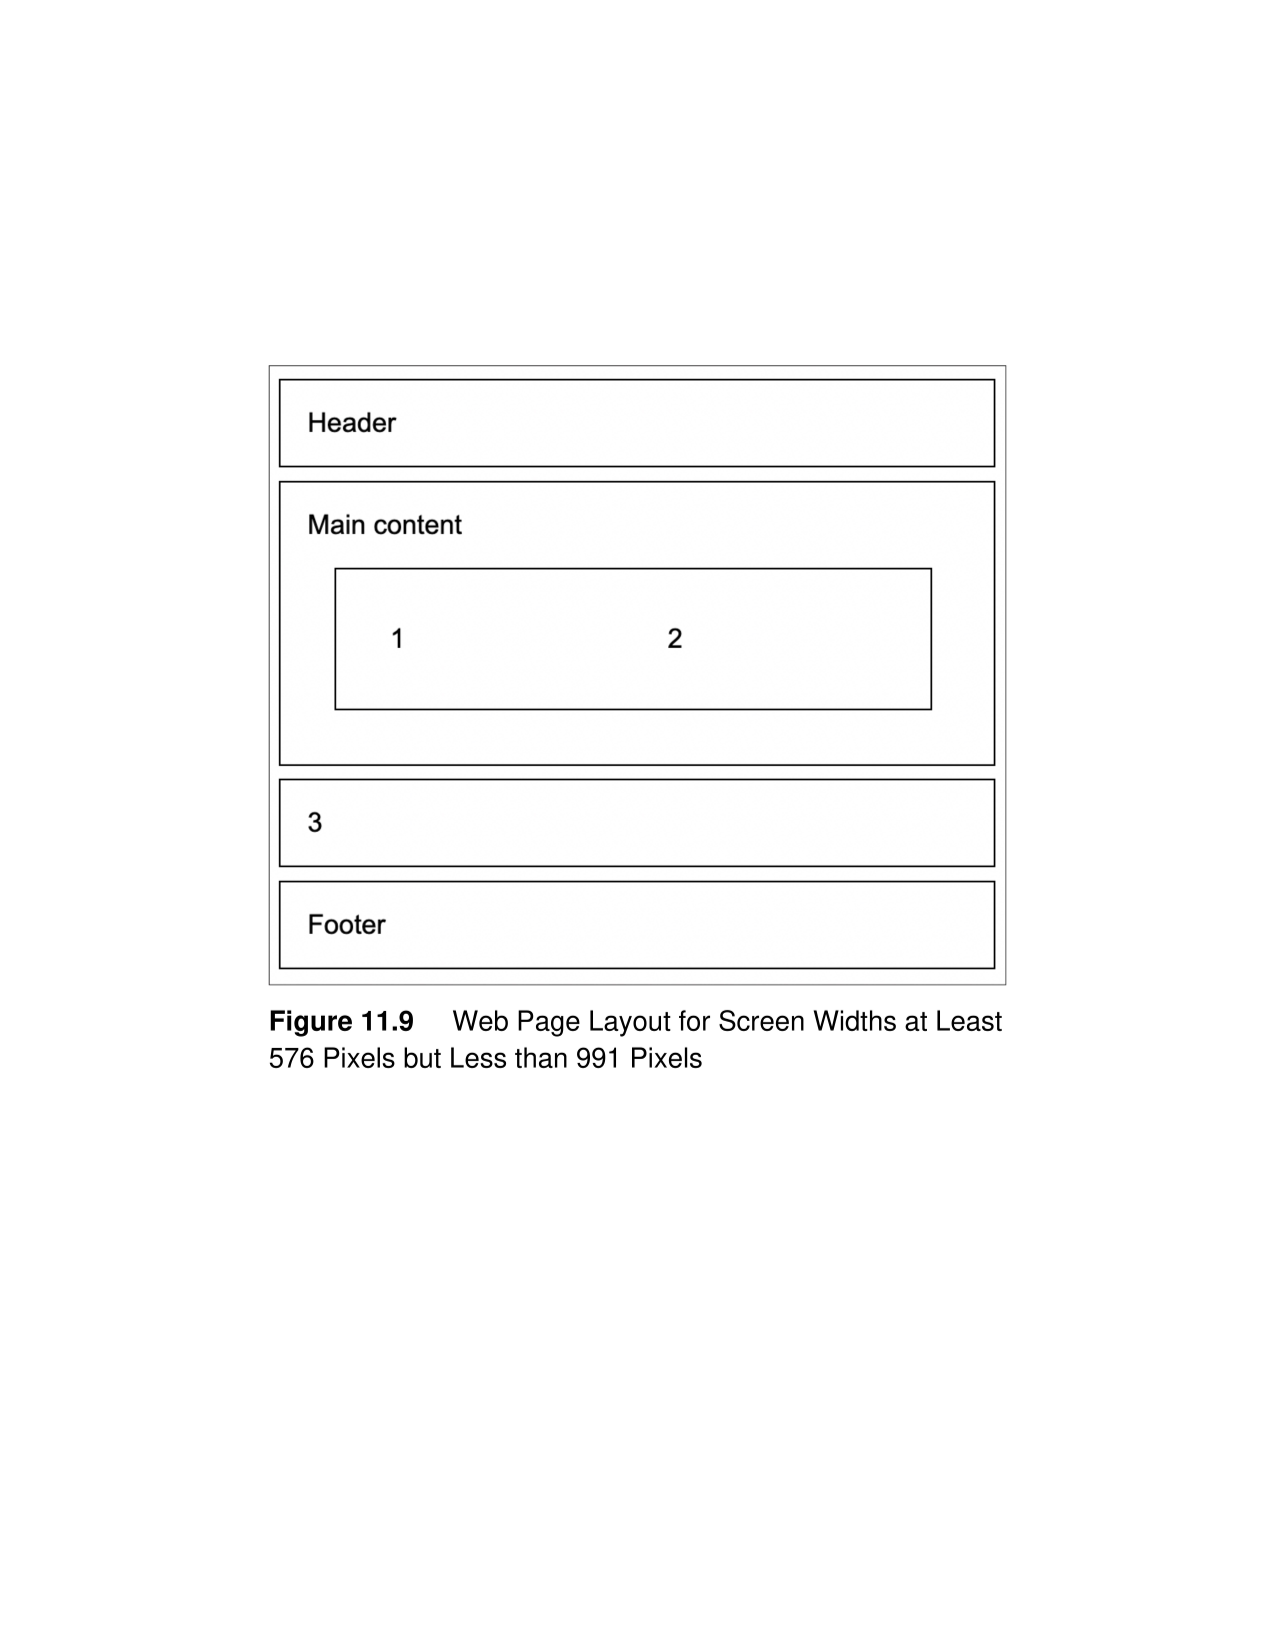 Header
Main content
1 2
3
Footer
Figure 11.9 Web Page Layout for Screen Widths at Least
576 Pixels but Less than 991 Pixels